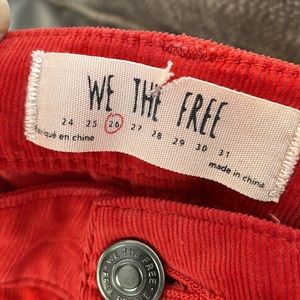 WE THE FREE
24 25 26 27 28 29 30 31
fabriqué en chine
made in china
WE THE FREE